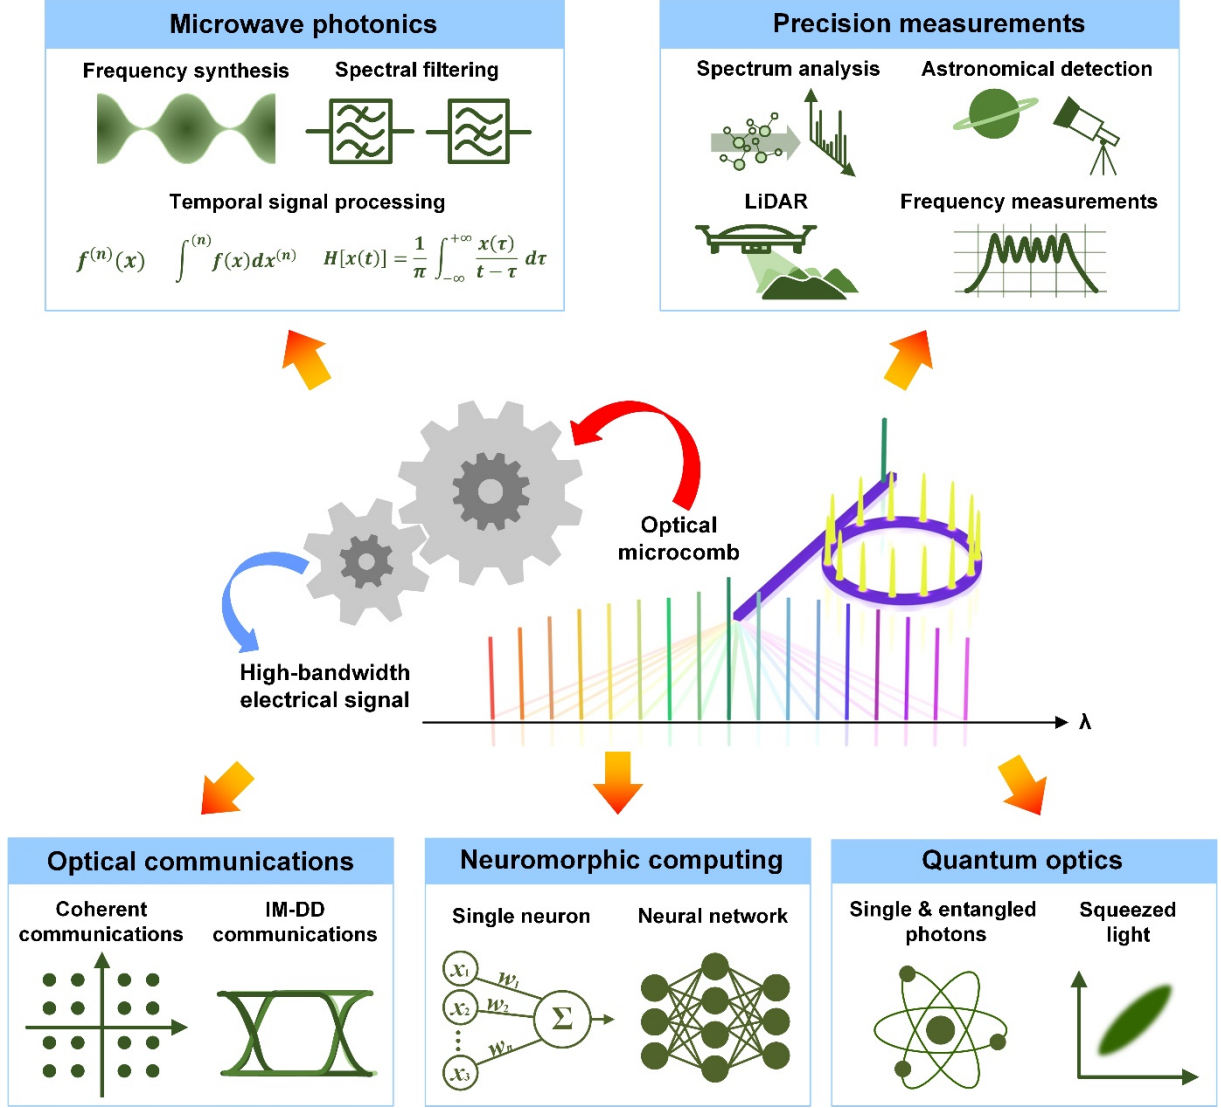 Microwave photonics
Frequency synthesis
Spectral filtering
Temporal signal processing
f⁽ⁿ⁾(x)
∫⁽ⁿ⁾f(x)dx⁽ⁿ⁾
H[x(t)] = 1/π ∫₋∞⁺∞ x(τ)/(t − τ) dτ
Precision measurements
Spectrum analysis
Astronomical detection
LiDAR
Frequency measurements
Optical
microcomb
High-bandwidth
electrical signal
λ
Optical communications
Coherent
communications
IM-DD
communications
Neuromorphic computing
Single neuron
Neural network
x₁
w₁
x₂
w₂
Σ
wₙ
x₃
Quantum optics
Single & entangled
photons
Squeezed
light